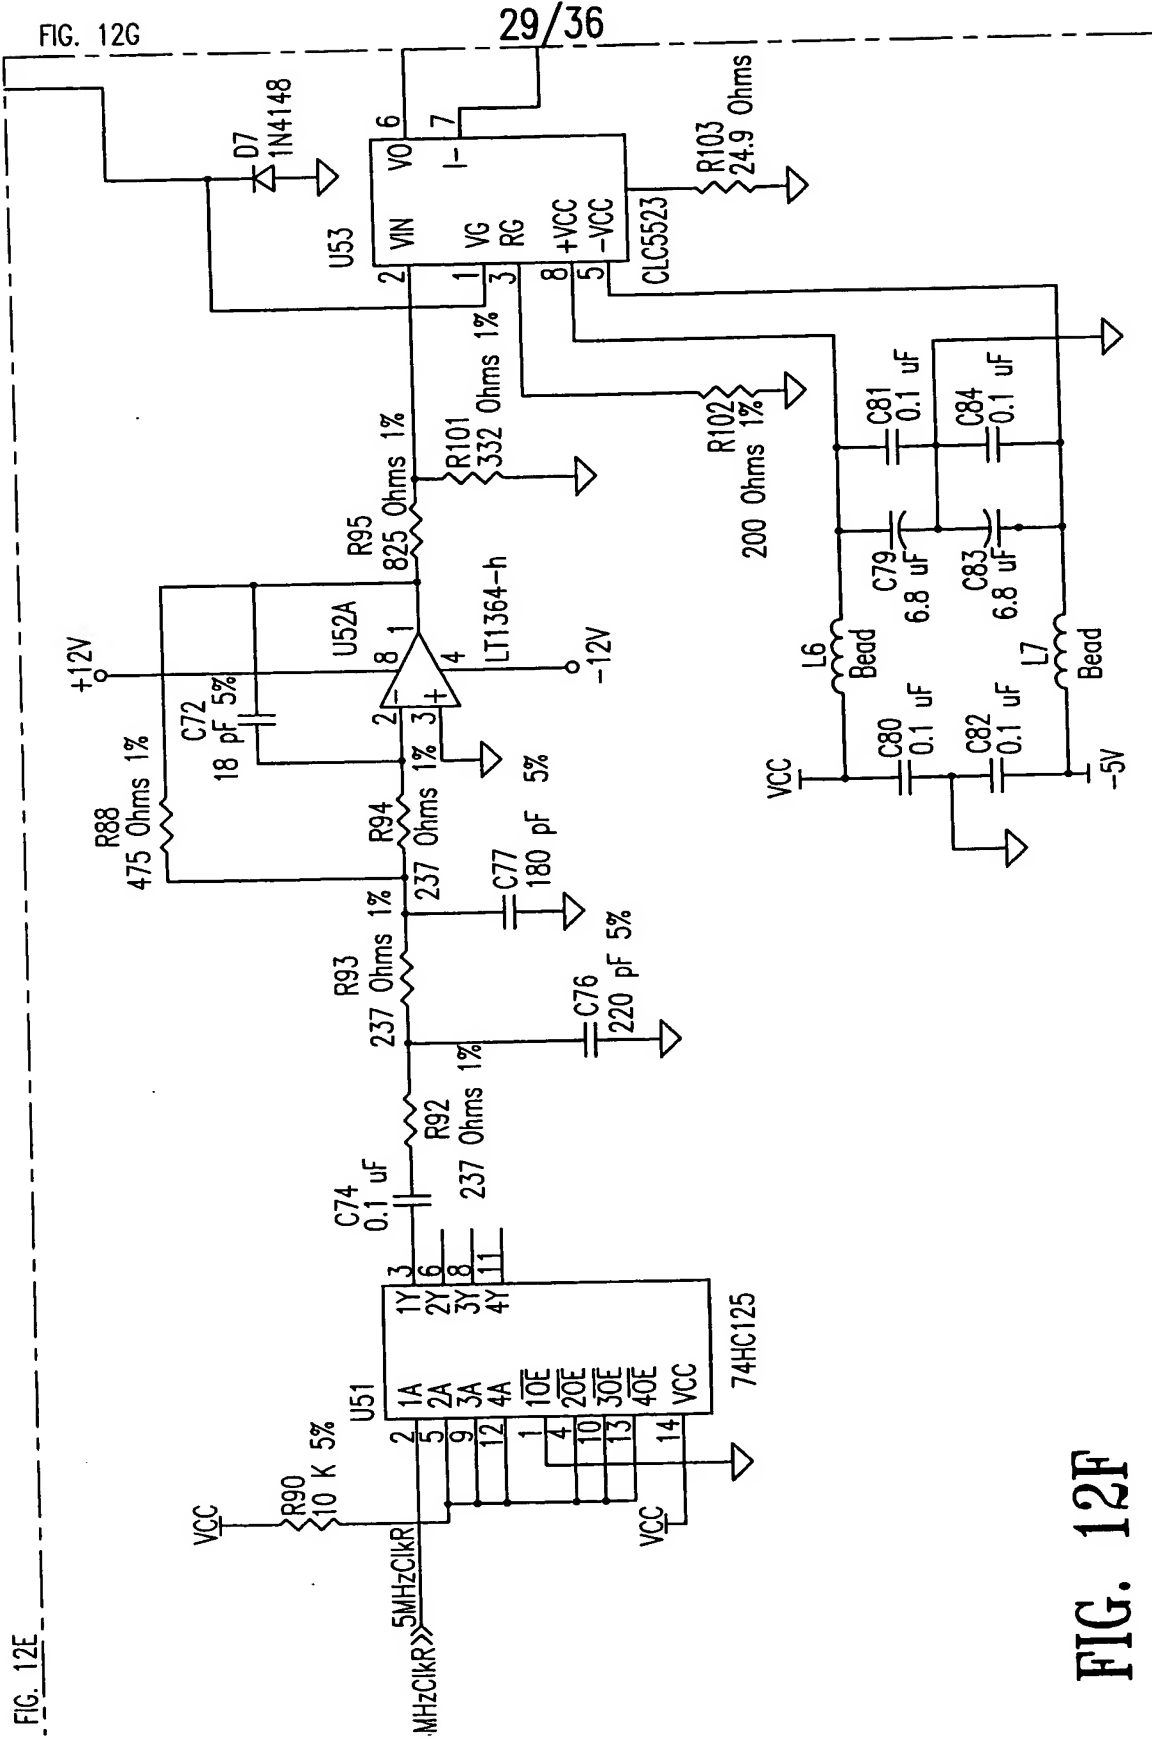 29/36
FIG. 12E
FIG. 12G
MHzClkR
5MHzClkR
VCC
R90
10 K 5%
U51
2 1A
5 2A
9 3A
12 4A
1 1OE
4 2OE
10 3OE
13 4OE
14 VCC
VCC
1Y 3
2Y 6
3Y 8
4Y 11
74HC125
C74
0.1 uF
R92
237 Ohms 1%
C76
220 pF 5%
R93
237 Ohms 1%
C77
180 pF 5%
R88
475 Ohms 1%
R94
237 Ohms 1%
C72
18 pF 5%
+12V
U52A
8
2 -
3 +
1
4
LT1364-h
-12V
R95
825 Ohms 1%
R101
332 Ohms 1%
D7
1N4148
U53
2 VIN
1 VG
3 RG
8 +VCC
5 -VCC
VO 6
I- 7
CLC5523
R103
24.9 Ohms
R102
200 Ohms 1%
VCC
L6
Bead
C80
0.1 uF
C82
0.1 uF
-5V
L7
Bead
C79
6.8 uF
C83
6.8 uF
C81
0.1 uF
C84
0.1 uF
FIG. 12F